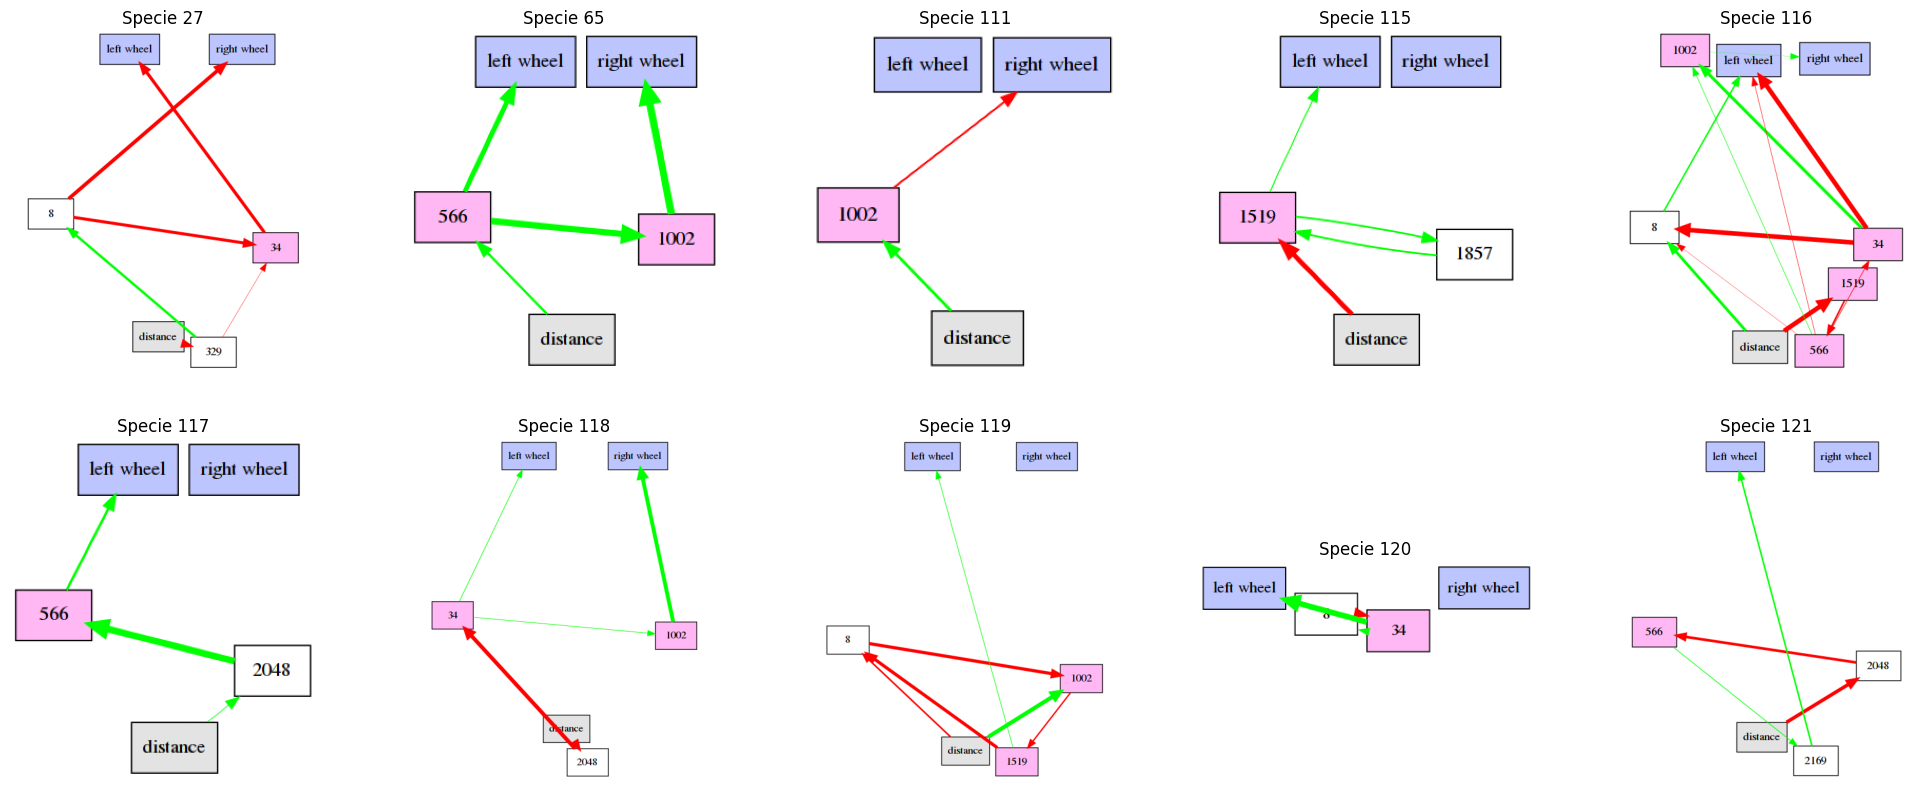 Specie 27
left wheel
right wheel
8
34
distance
329
Specie 65
left wheel
right wheel
566
1002
distance
Specie 111
left wheel
right wheel
1002
distance
Specie 115
left wheel
right wheel
1519
1857
distance
Specie 116
1002
left wheel
right wheel
8
34
1519
distance
566
Specie 117
left wheel
right wheel
566
2048
distance
Specie 118
left wheel
right wheel
34
1002
distance
2048
Specie 119
left wheel
right wheel
8
1002
distance
1519
Specie 120
left wheel
8
34
right wheel
Specie 121
left wheel
right wheel
566
2048
distance
2169